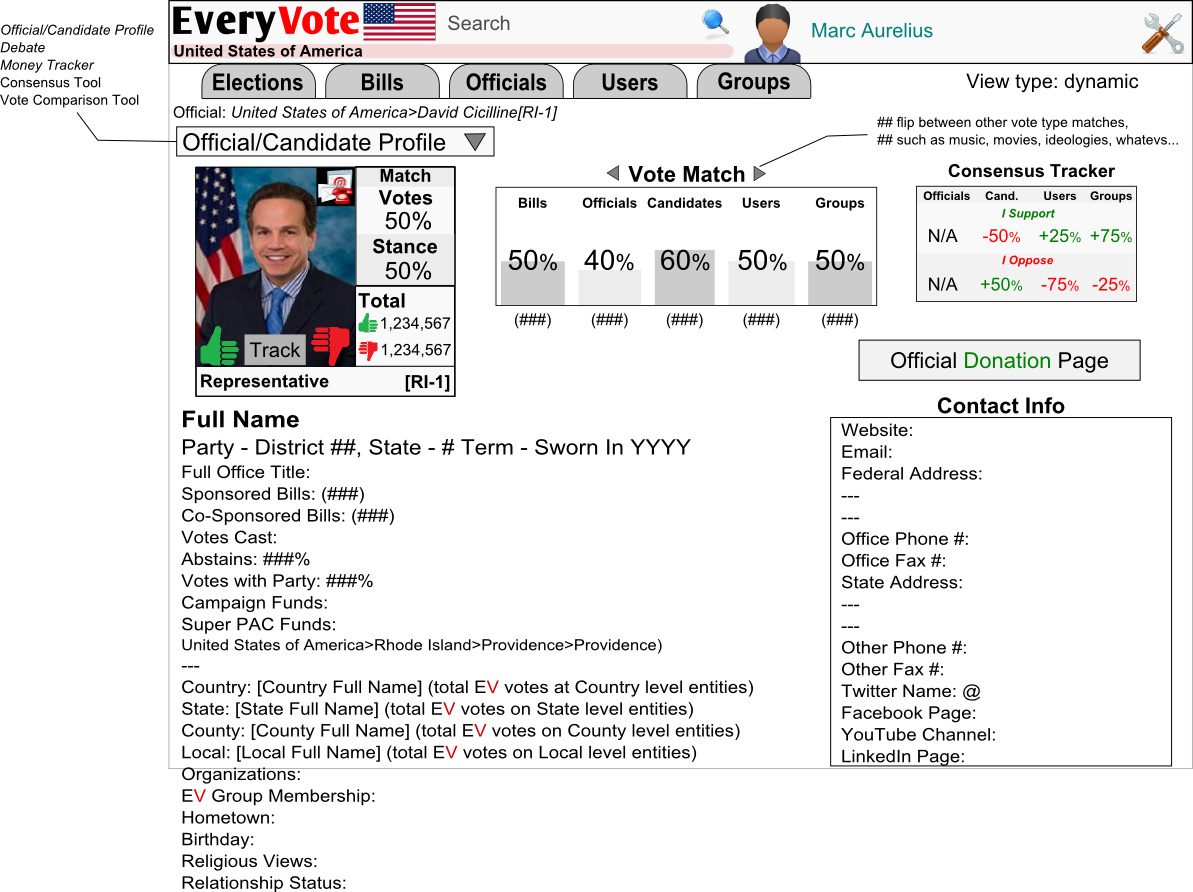 Official/Candidate Profile
Debate
Money Tracker
Consensus Tool
Vote Comparison Tool
EveryVote
Search
Marc Aurelius
United States of America
Elections
Bills
Officials
Users
Groups
View type: dynamic
Official: United States of America>David Cicilline[RI-1]
## flip between other vote type matches,
## such as music, movies, ideologies, whatevs...
Official/Candidate Profile
Match
Votes
50%
Stance
50%
Total
1,234,567
1,234,567
Track
Representative [RI-1]
Vote Match
Bills Officials Candidates Users Groups
50% 40% 60% 50% 50%
(###) (###) (###) (###) (###)
Consensus Tracker
Officials Cand. Users Groups
I Support
N/A -50% +25% +75%
I Oppose
N/A +50% -75% -25%
Official Donation Page
Full Name
Party - District ##, State - # Term - Sworn In YYYY
Full Office Title:
Sponsored Bills: (###)
Co-Sponsored Bills: (###)
Votes Cast:
Abstains: ###%
Votes with Party: ###%
Campaign Funds:
Super PAC Funds:
United States of America>Rhode Island>Providence>Providence)
---
Country: [Country Full Name] (total EV votes at Country level entities)
State: [State Full Name] (total EV votes on State level entities)
County: [County Full Name] (total EV votes on County level entities)
Local: [Local Full Name] (total EV votes on Local level entities)
Organizations:
EV Group Membership:
Hometown:
Birthday:
Religious Views:
Relationship Status:
Contact Info
Website:
Email:
Federal Address:
---
---
Office Phone #:
Office Fax #:
State Address:
---
---
Other Phone #:
Other Fax #:
Twitter Name: @
Facebook Page:
YouTube Channel:
LinkedIn Page: